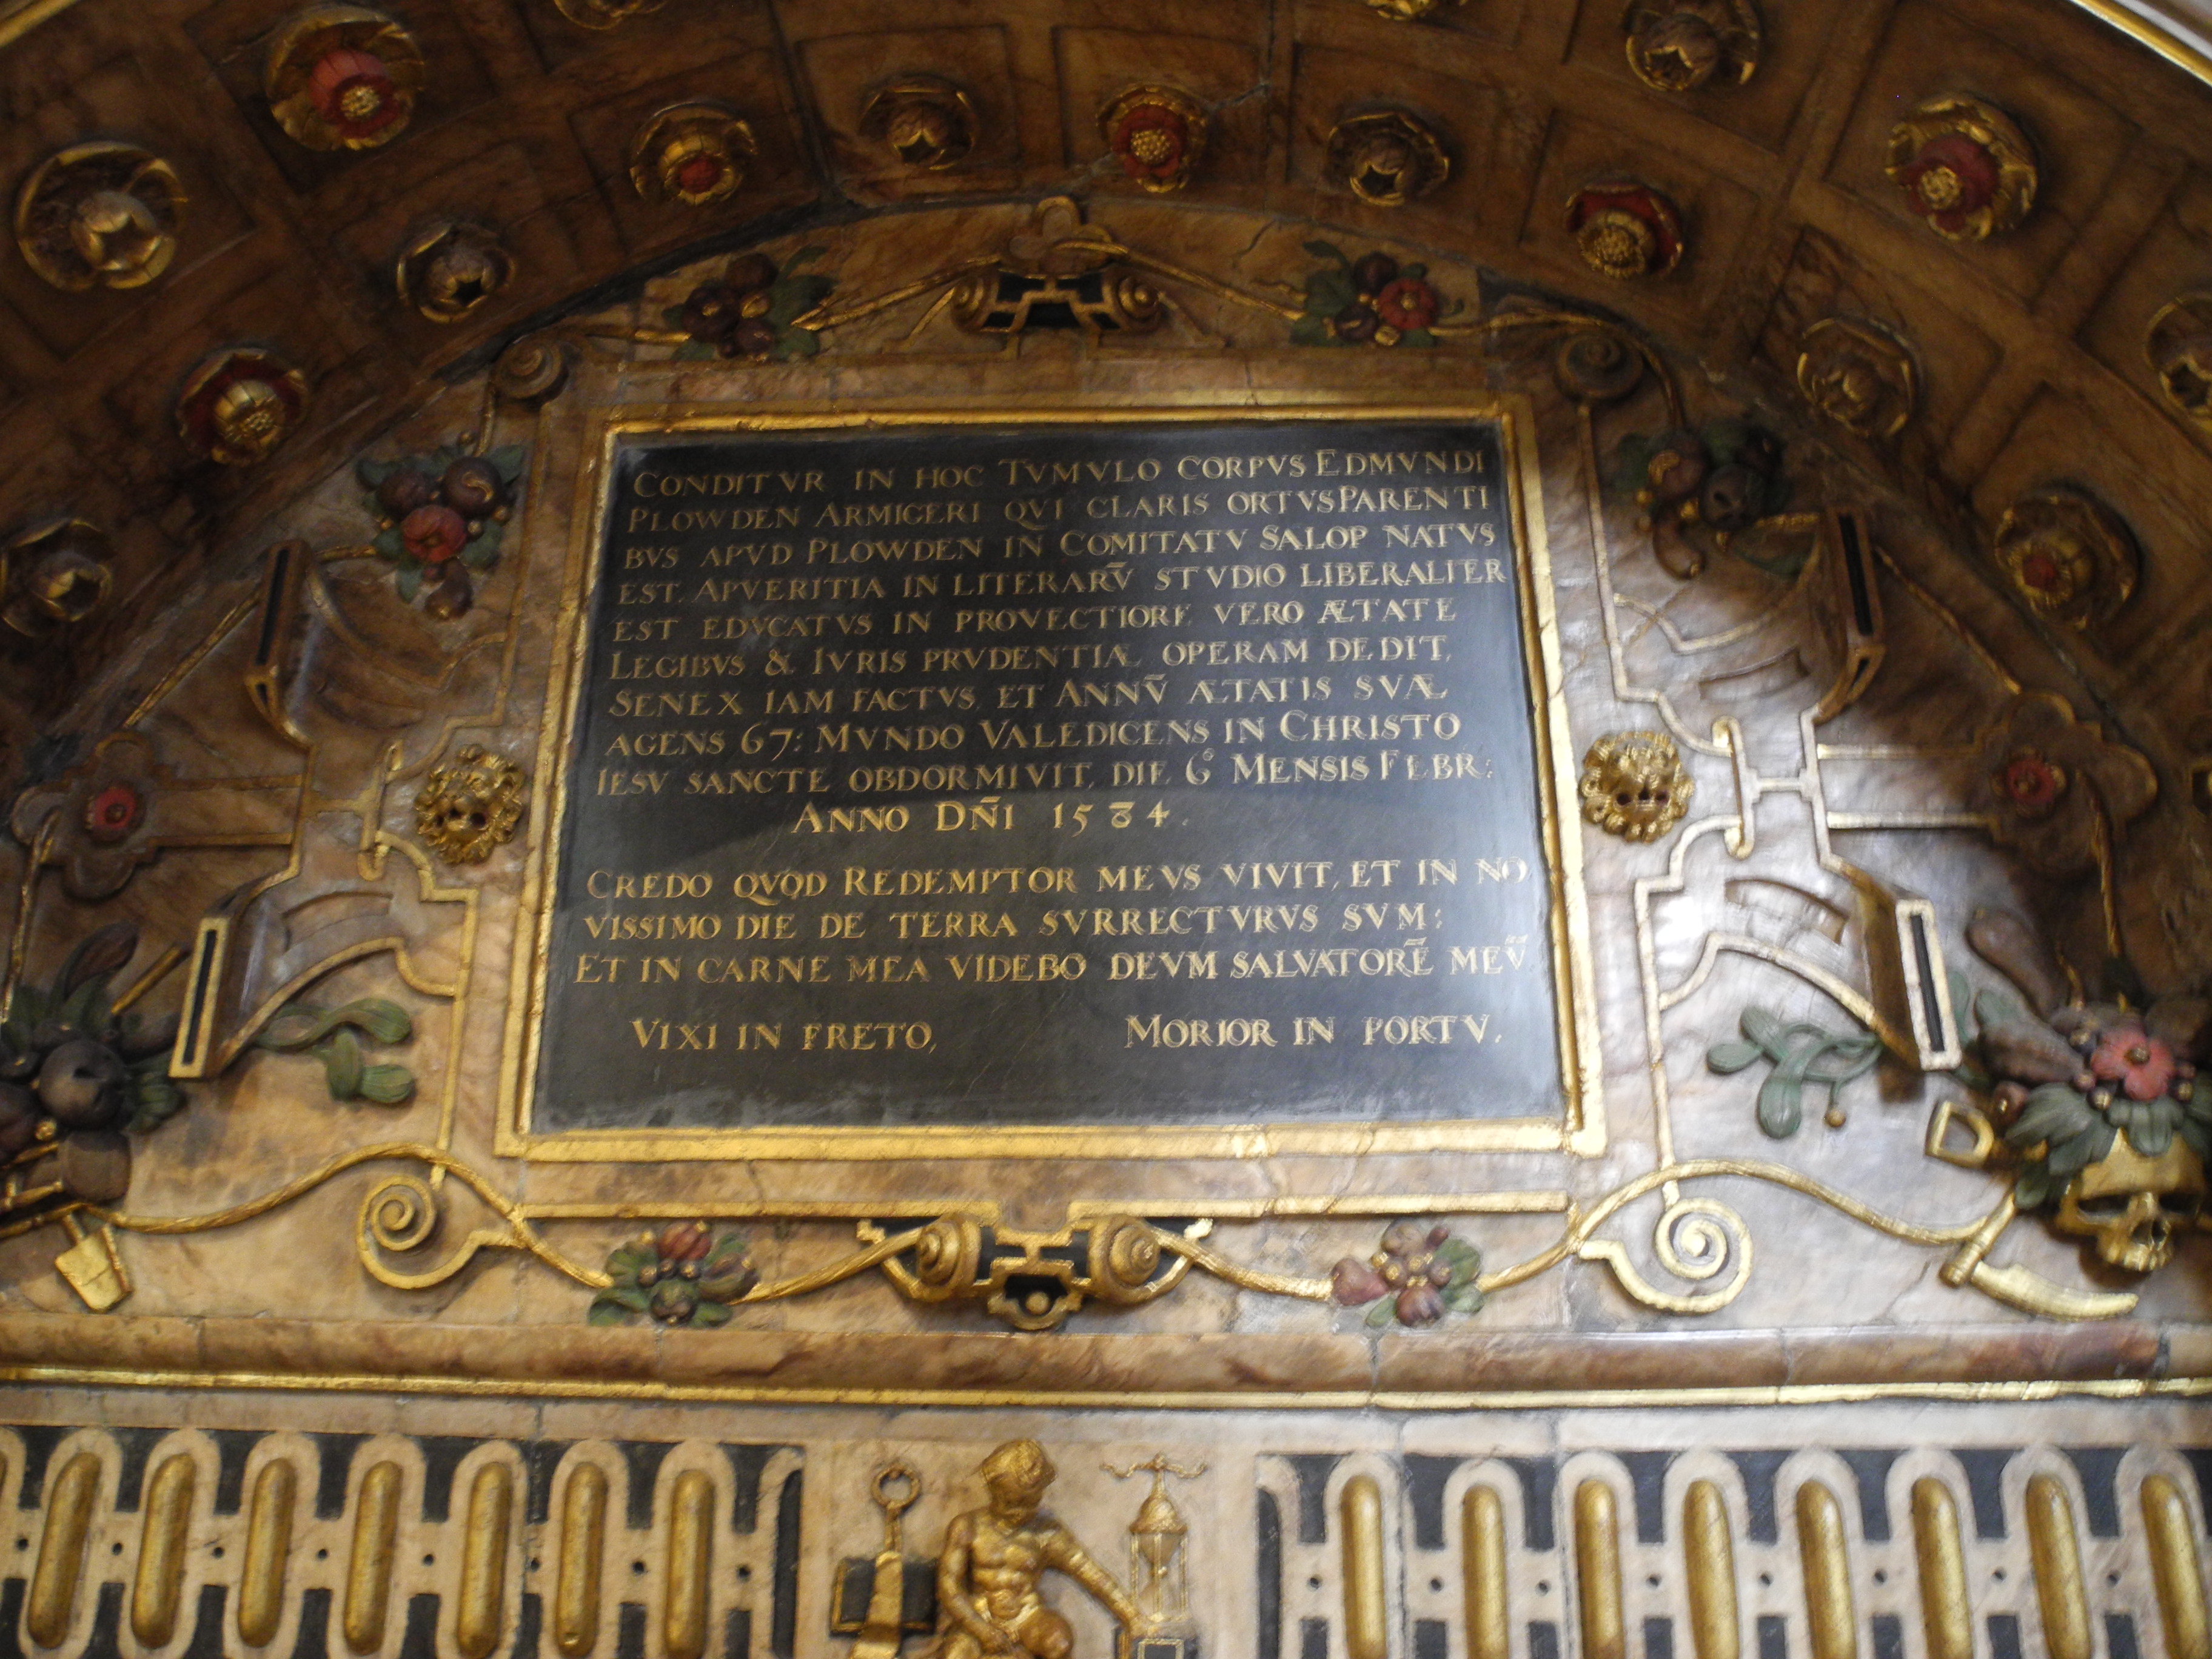 CONDITVR IN HOC TVMVLO CORPVS EDMVNDI
PLOWDEN ARMIGERI QVI CLARIS ORTVS PARENTI
BVS APVD PLOWDEN IN COMITATV SALOP NATVS
EST. APVERITIA IN LITERARṼ STVDIO LIBERALITER
EST EDVCATVS IN PROVECTIORE VERO ÆTATE
LEGIBVS & IVRIS PRVDENTIÆ OPERAM DEDIT,
SENEX IAM FACTVS, ET ANNṼ ÆTATIS SVÆ
AGENS 67: MVNDO VALEDICENS IN CHRISTO
IESV SANCTE OBDORMIVIT, DIE 6° MENSIS FEBR:
ANNO DÑI 1584.
CREDO QVOD REDEMPTOR MEVS VIVIT, ET IN NO
VISSIMO DIE DE TERRA SVRRECTVRVS SVM:
ET IN CARNE MEA VIDEBO DEVM SALVATORẼ MEṼ
VIXI IN FRETO, MORIOR IN PORTV.